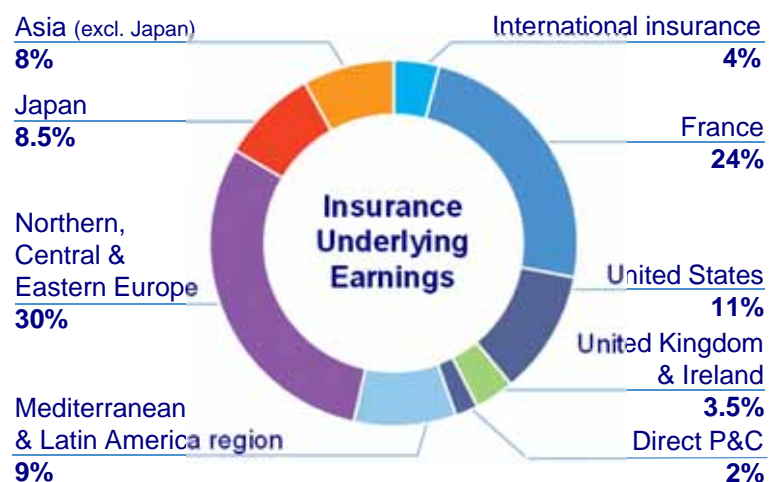 Asia (excl. Japan)
8%
Japan
8.5%
Northern,
Central &
Eastern Europe
30%
Mediterranean
& Latin America region
9%
Insurance
Underlying
Earnings
International insurance
4%
France
24%
United States
11%
United Kingdom
& Ireland
3.5%
Direct P&C
2%